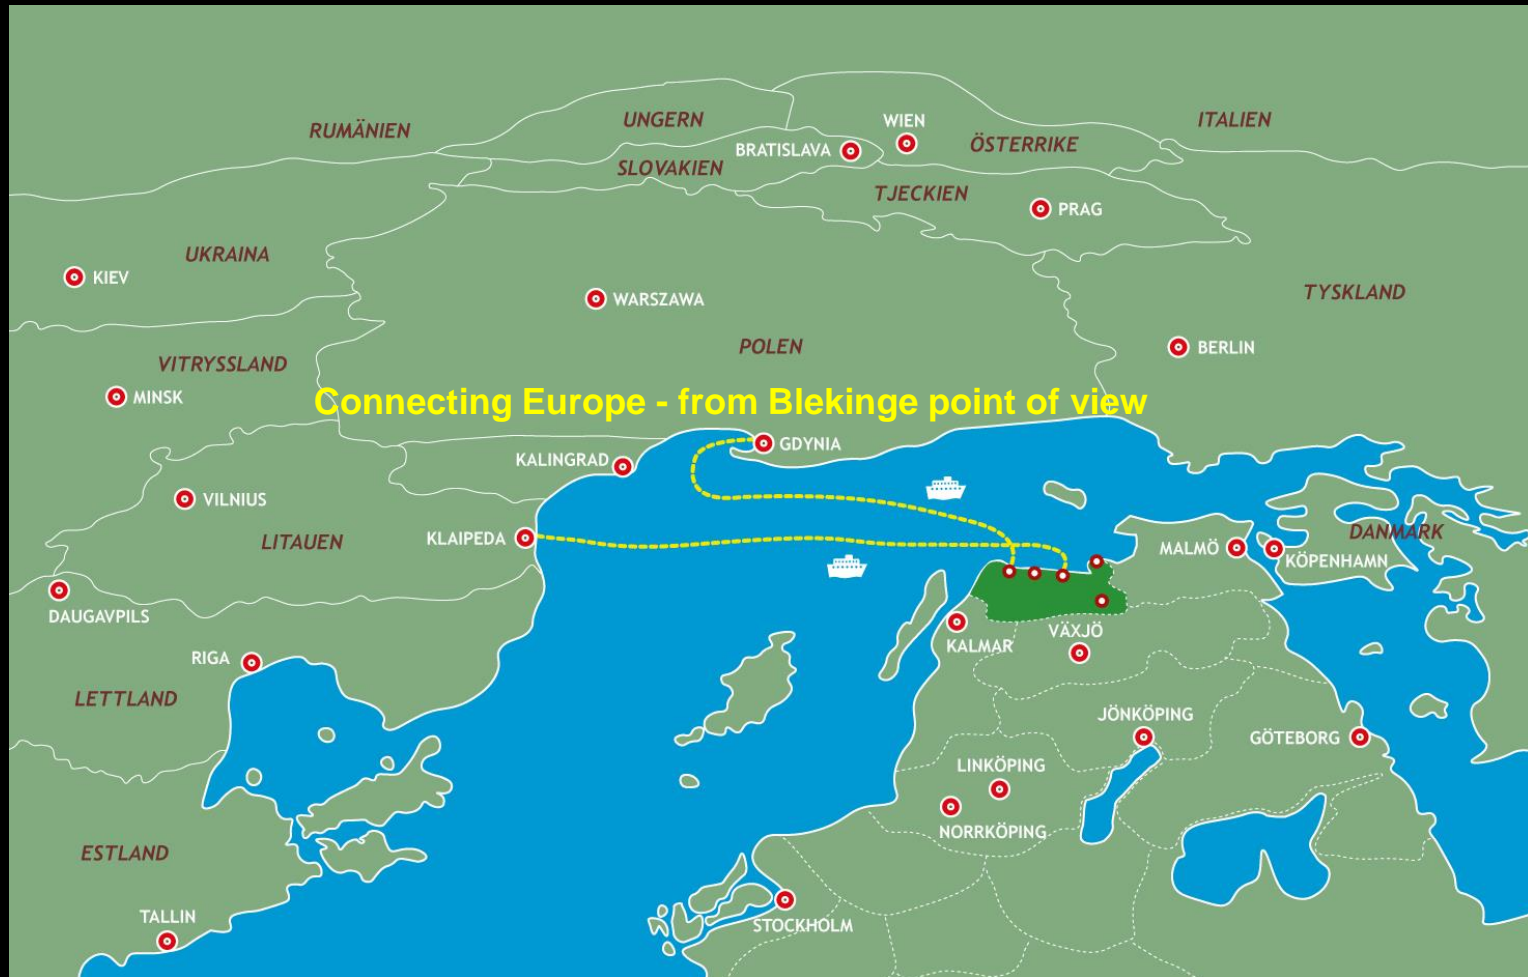 ITALIEN
UNGERN
WIEN
RUMÄNIEN
ÖSTERRIKE
BRATISLAVA
SLOVAKIEN
TJECKIEN
PRAG
UKRAINA
KIEV
TYSKLAND
WARSZAWA
POLEN
BERLIN
VITRYSSLAND
MINSK
Connecting Europe - from Blekinge point of view
GDYNIA
KALINGRAD
VILNIUS
DANMARK
KLAIPEDA
LITAUEN
MALMÖ
KÖPENHAMN
DAUGAVPILS
VÄXJÖ
KALMAR
RIGA
LETTLAND
JÖNKÖPING
GÖTEBORG
LINKÖPING
NORRKÖPING
ESTLAND
TALLIN
STOCKHOLM